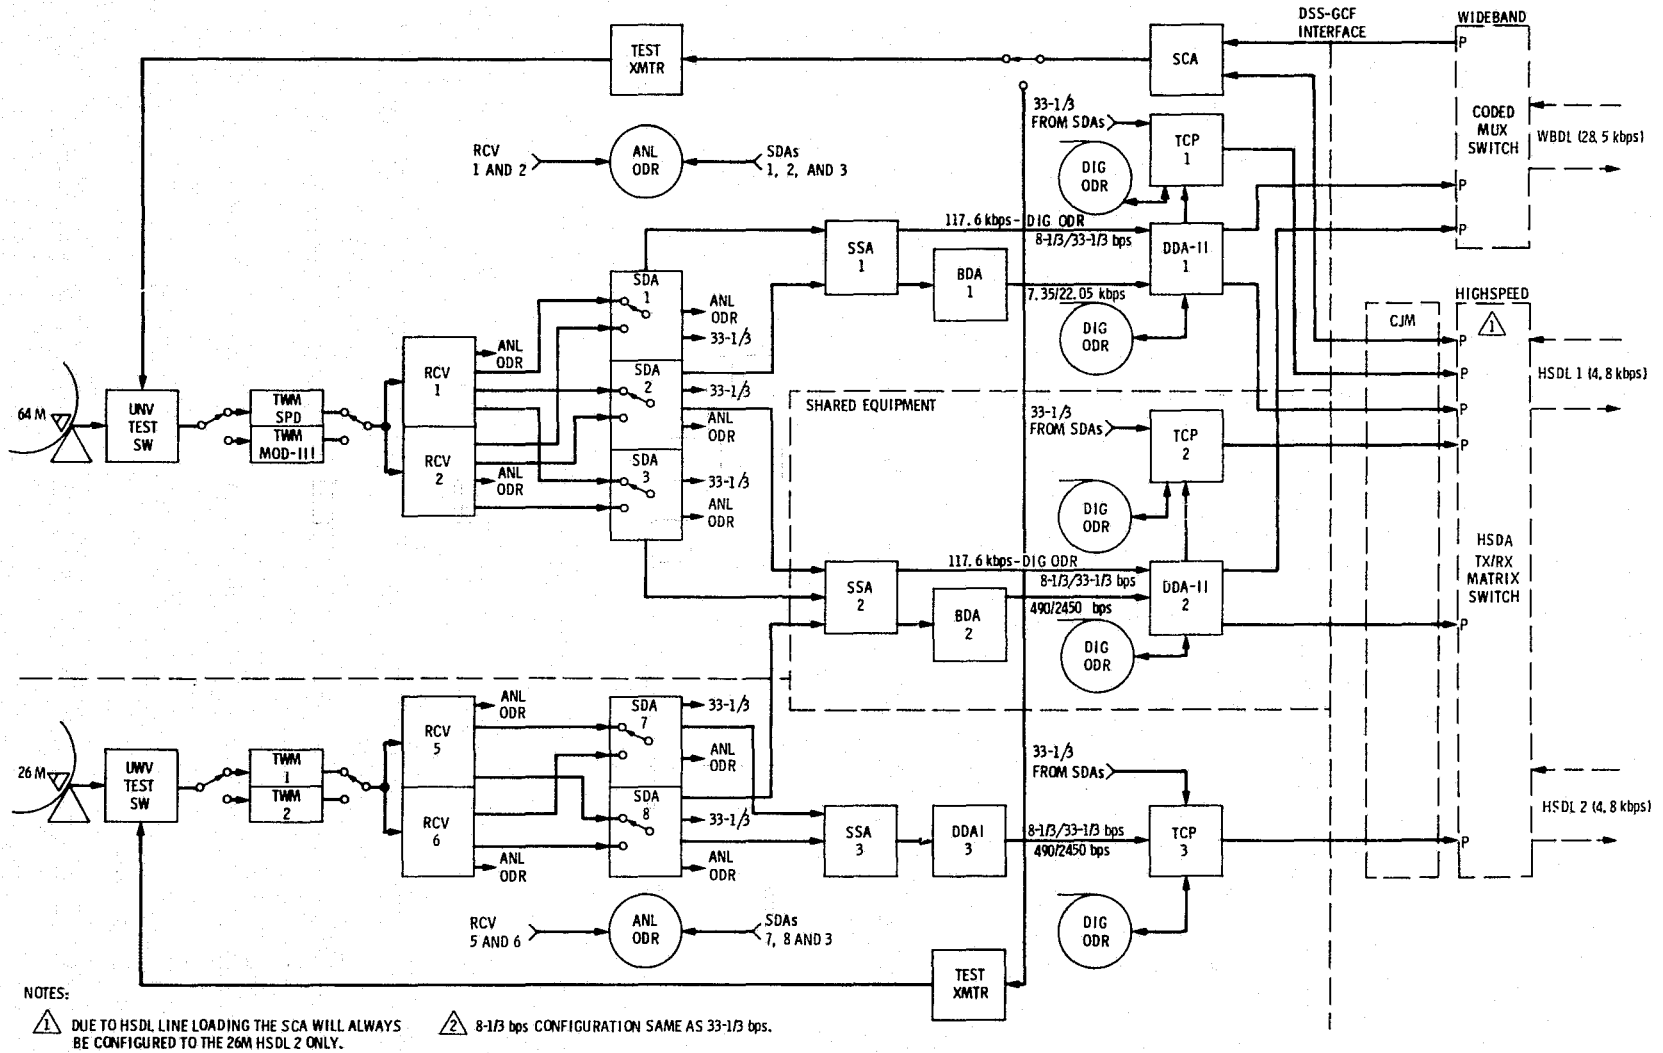 DSS-GCF
INTERFACE
WIDEBAND
TEST
XMTR
SCA
P
CODED
MUX
SWITCH
WBDL (28.5 kbps)
P
P
33-1/3
FROM SDAs
TCP
1
DIG
ODR
RCV
1 AND 2
ANL
ODR
SDAs
1, 2, AND 3
117.6 kbps-DIG ODR
8-1/3/33-1/3 bps
SSA
1
BDA
1
7.35/22.05 kbps
DDA-II
1
DIG
ODR
SDA
1
ANL
ODR
33-1/3
SDA
2
33-1/3
ANL
ODR
SDA
3
33-1/3
ANL
ODR
RCV
1
ANL
ODR
RCV
2
ANL
ODR
64 M
UNV
TEST
SW
TWM
SPD
TWM
MOD-III
HIGHSPEED
1
CJM
P
P
P
P
P
P
HSDL 1 (4.8 kbps)
HSDA
TX/RX
MATRIX
SWITCH
HSDL 2 (4.8 kbps)
SHARED EQUIPMENT
33-1/3
FROM SDAs
TCP
2
DIG
ODR
SSA
2
117.6 kbps-DIG ODR
8-1/3/33-1/3 bps
BDA
2
490/2450 bps
DDA-II
2
DIG
ODR
26 M
UWV
TEST
SW
TWM
1
TWM
2
RCV
5
ANL
ODR
RCV
6
ANL
ODR
SDA
7
33-1/3
ANL
ODR
SDA
8
33-1/3
ANL
ODR
SSA
3
DDAI
3
8-1/3/33-1/3 bps
490/2450 bps
33-1/3
FROM SDAs
TCP
3
DIG
ODR
RCV
5 AND 6
ANL
ODR
SDAs
7, 8 AND 3
TEST
XMTR
NOTES:
1 DUE TO HSDL LINE LOADING THE SCA WILL ALWAYS
BE CONFIGURED TO THE 26M HSDL 2 ONLY.
2 8-1/3 bps CONFIGURATION SAME AS 33-1/3 bps.